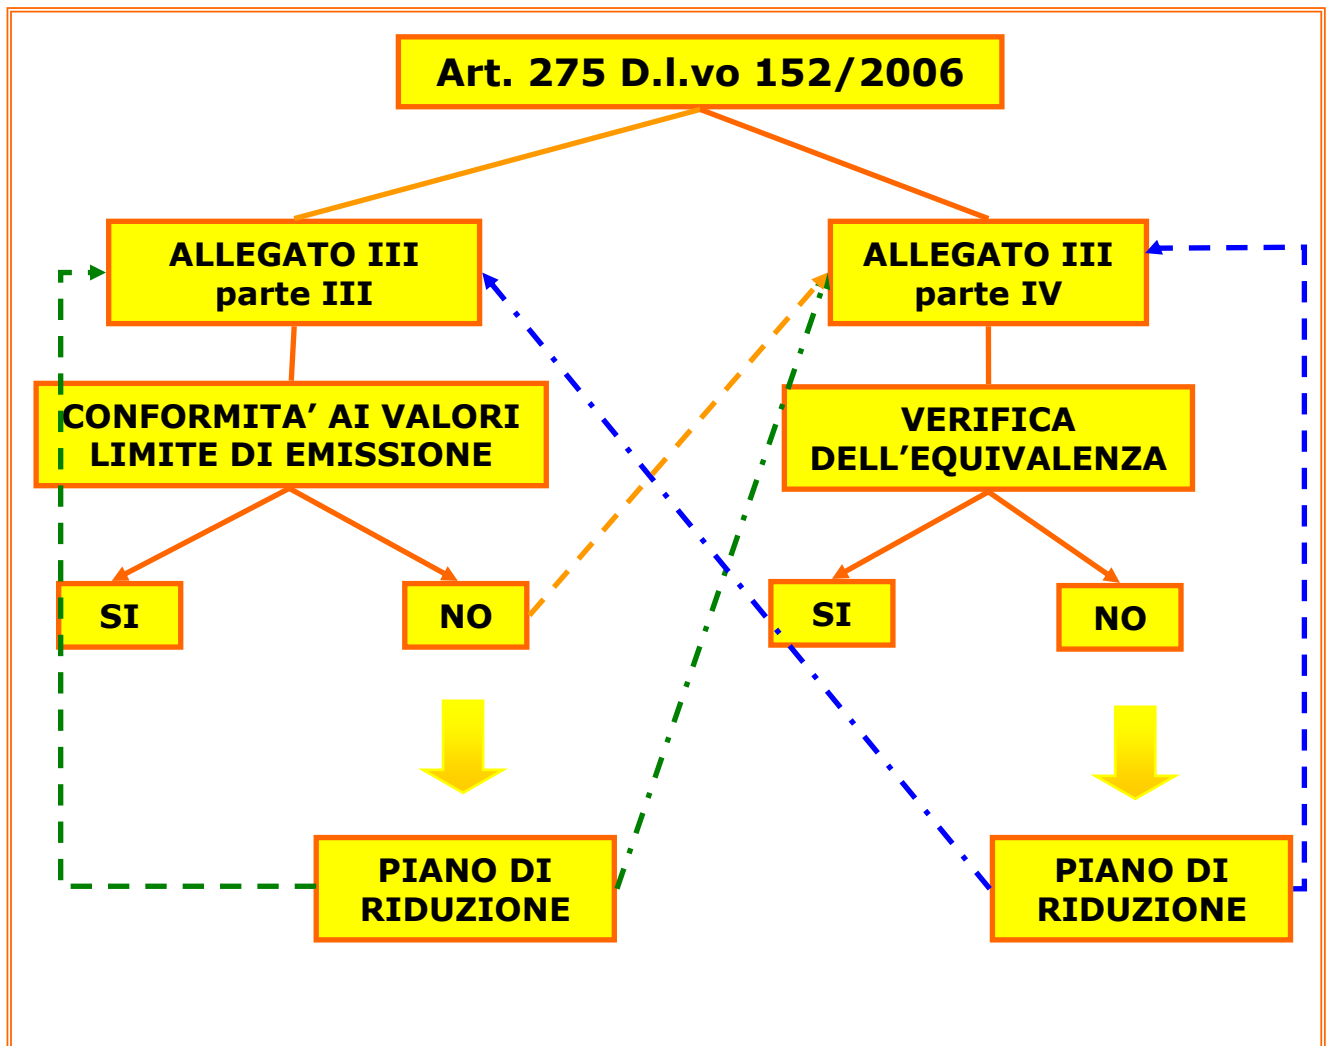 Art. 275 D.l.vo 152/2006
ALLEGATO III
parte III
ALLEGATO III
parte IV
CONFORMITA’ AI VALORI
LIMITE DI EMISSIONE
VERIFICA
DELL’EQUIVALENZA
SI
NO
SI
NO
PIANO DI
RIDUZIONE
PIANO DI
RIDUZIONE